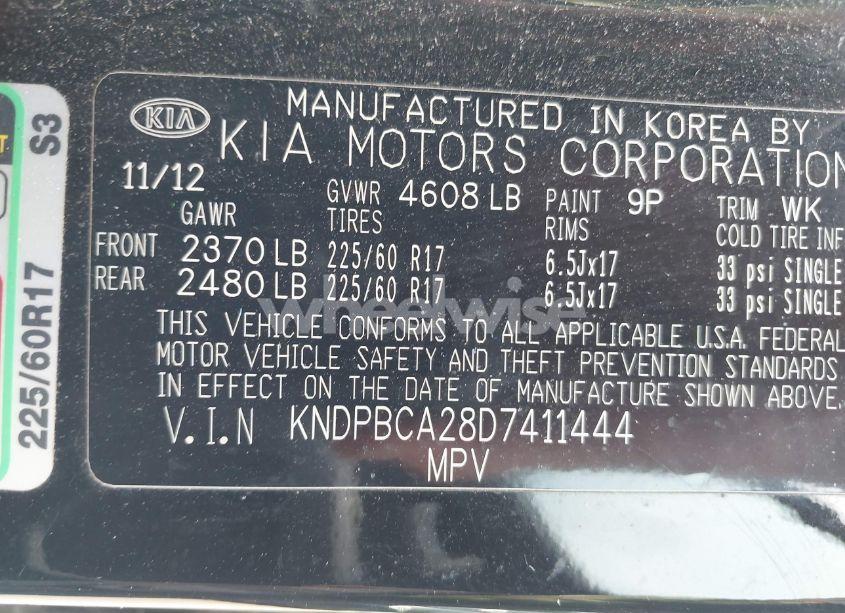 MANUFACTURED IN KOREA BY
KIA KIA MOTORS CORPORATION
11/12 GVWR 4608 LB PAINT 9P TRIM WK
GAWR TIRES RIMS COLD TIRE INF
FRONT 2370 LB 225/60 R17 6.5Jx17 33 psi SINGLE
REAR 2480 LB 225/60 R17 6.5Jx17 33 psi SINGLE
wheelwise
THIS VEHICLE CONFORMS TO ALL APPLICABLE U.S.A. FEDERAL
MOTOR VEHICLE SAFETY AND THEFT PREVENTION STANDARDS
IN EFFECT ON THE DATE OF MANUFACTURE SHOWN ABOVE.
V.I.N KNDPBCA28D7411444
MPV
225/60R17 S3